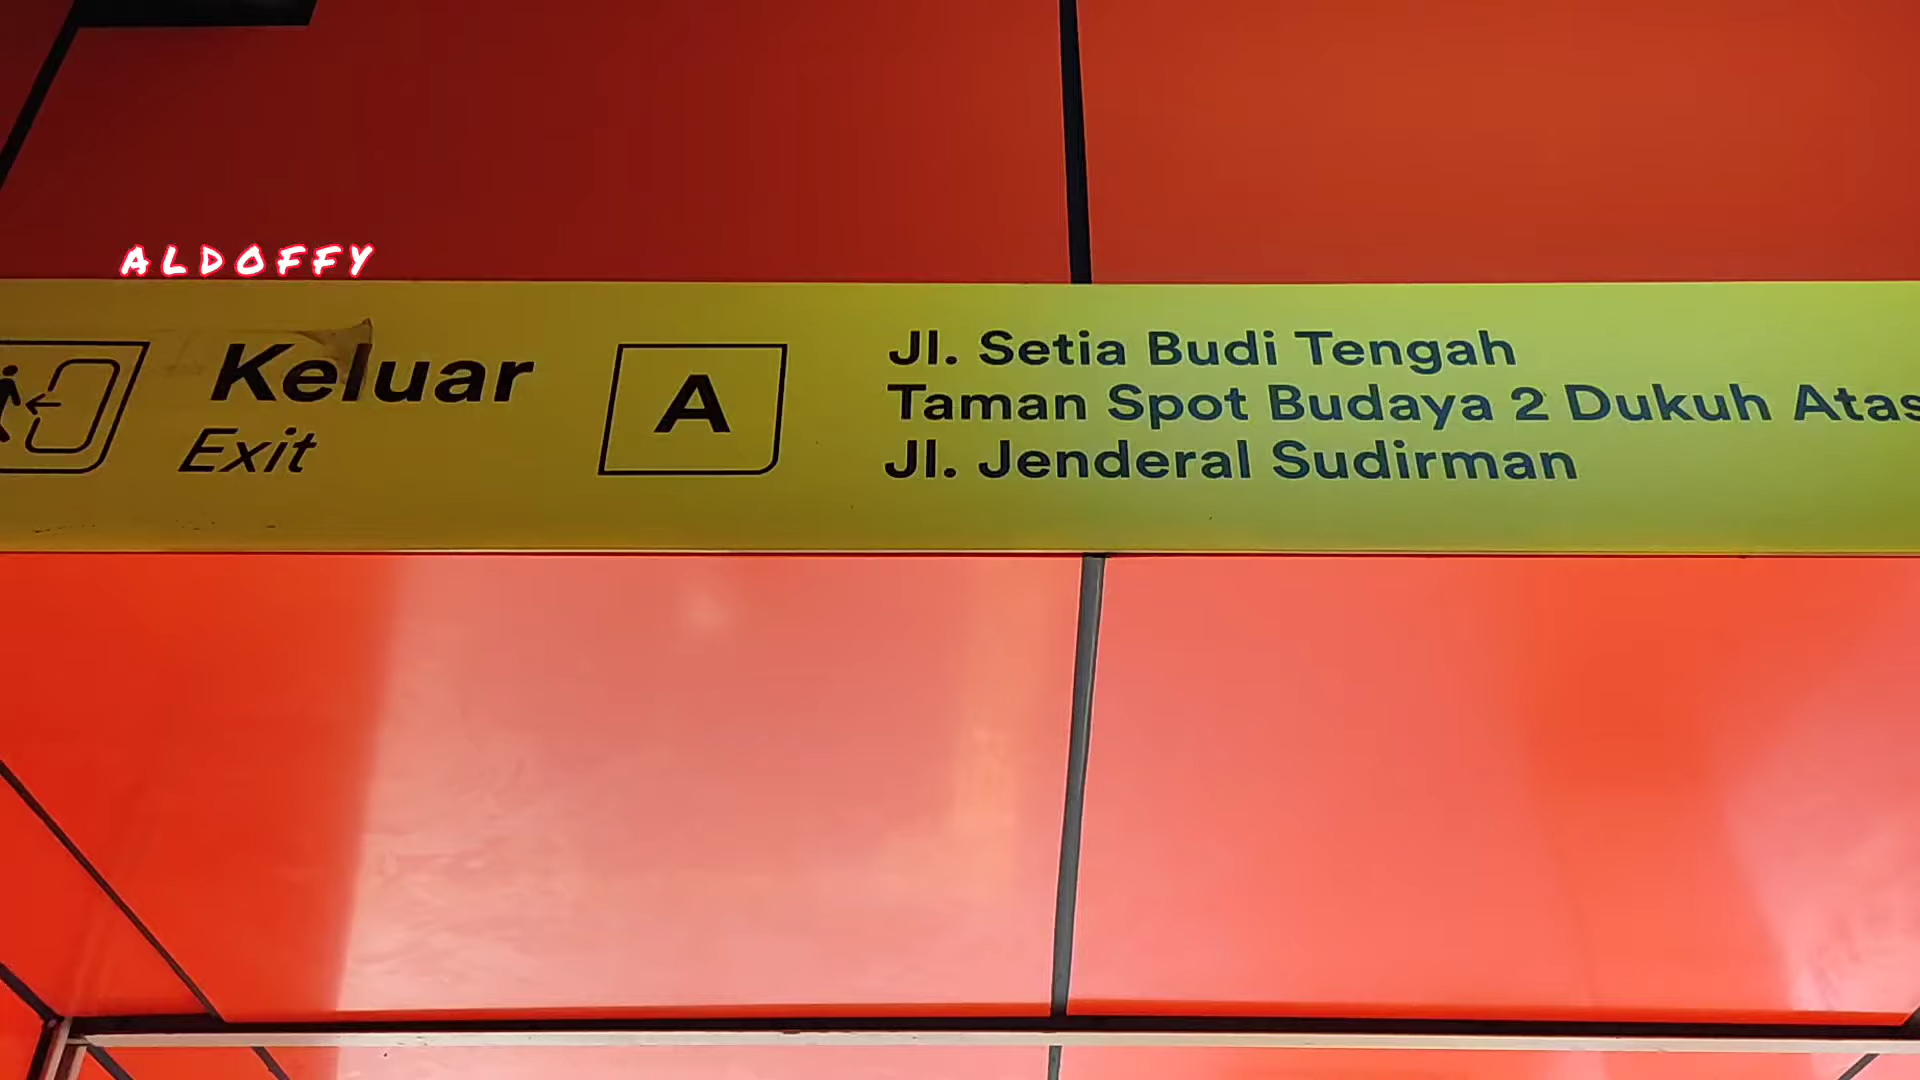 ALDOFFY
Keluar
Exit
A
Jl. Setia Budi Tengah
Taman Spot Budaya 2 Dukuh Atas
Jl. Jenderal Sudirman